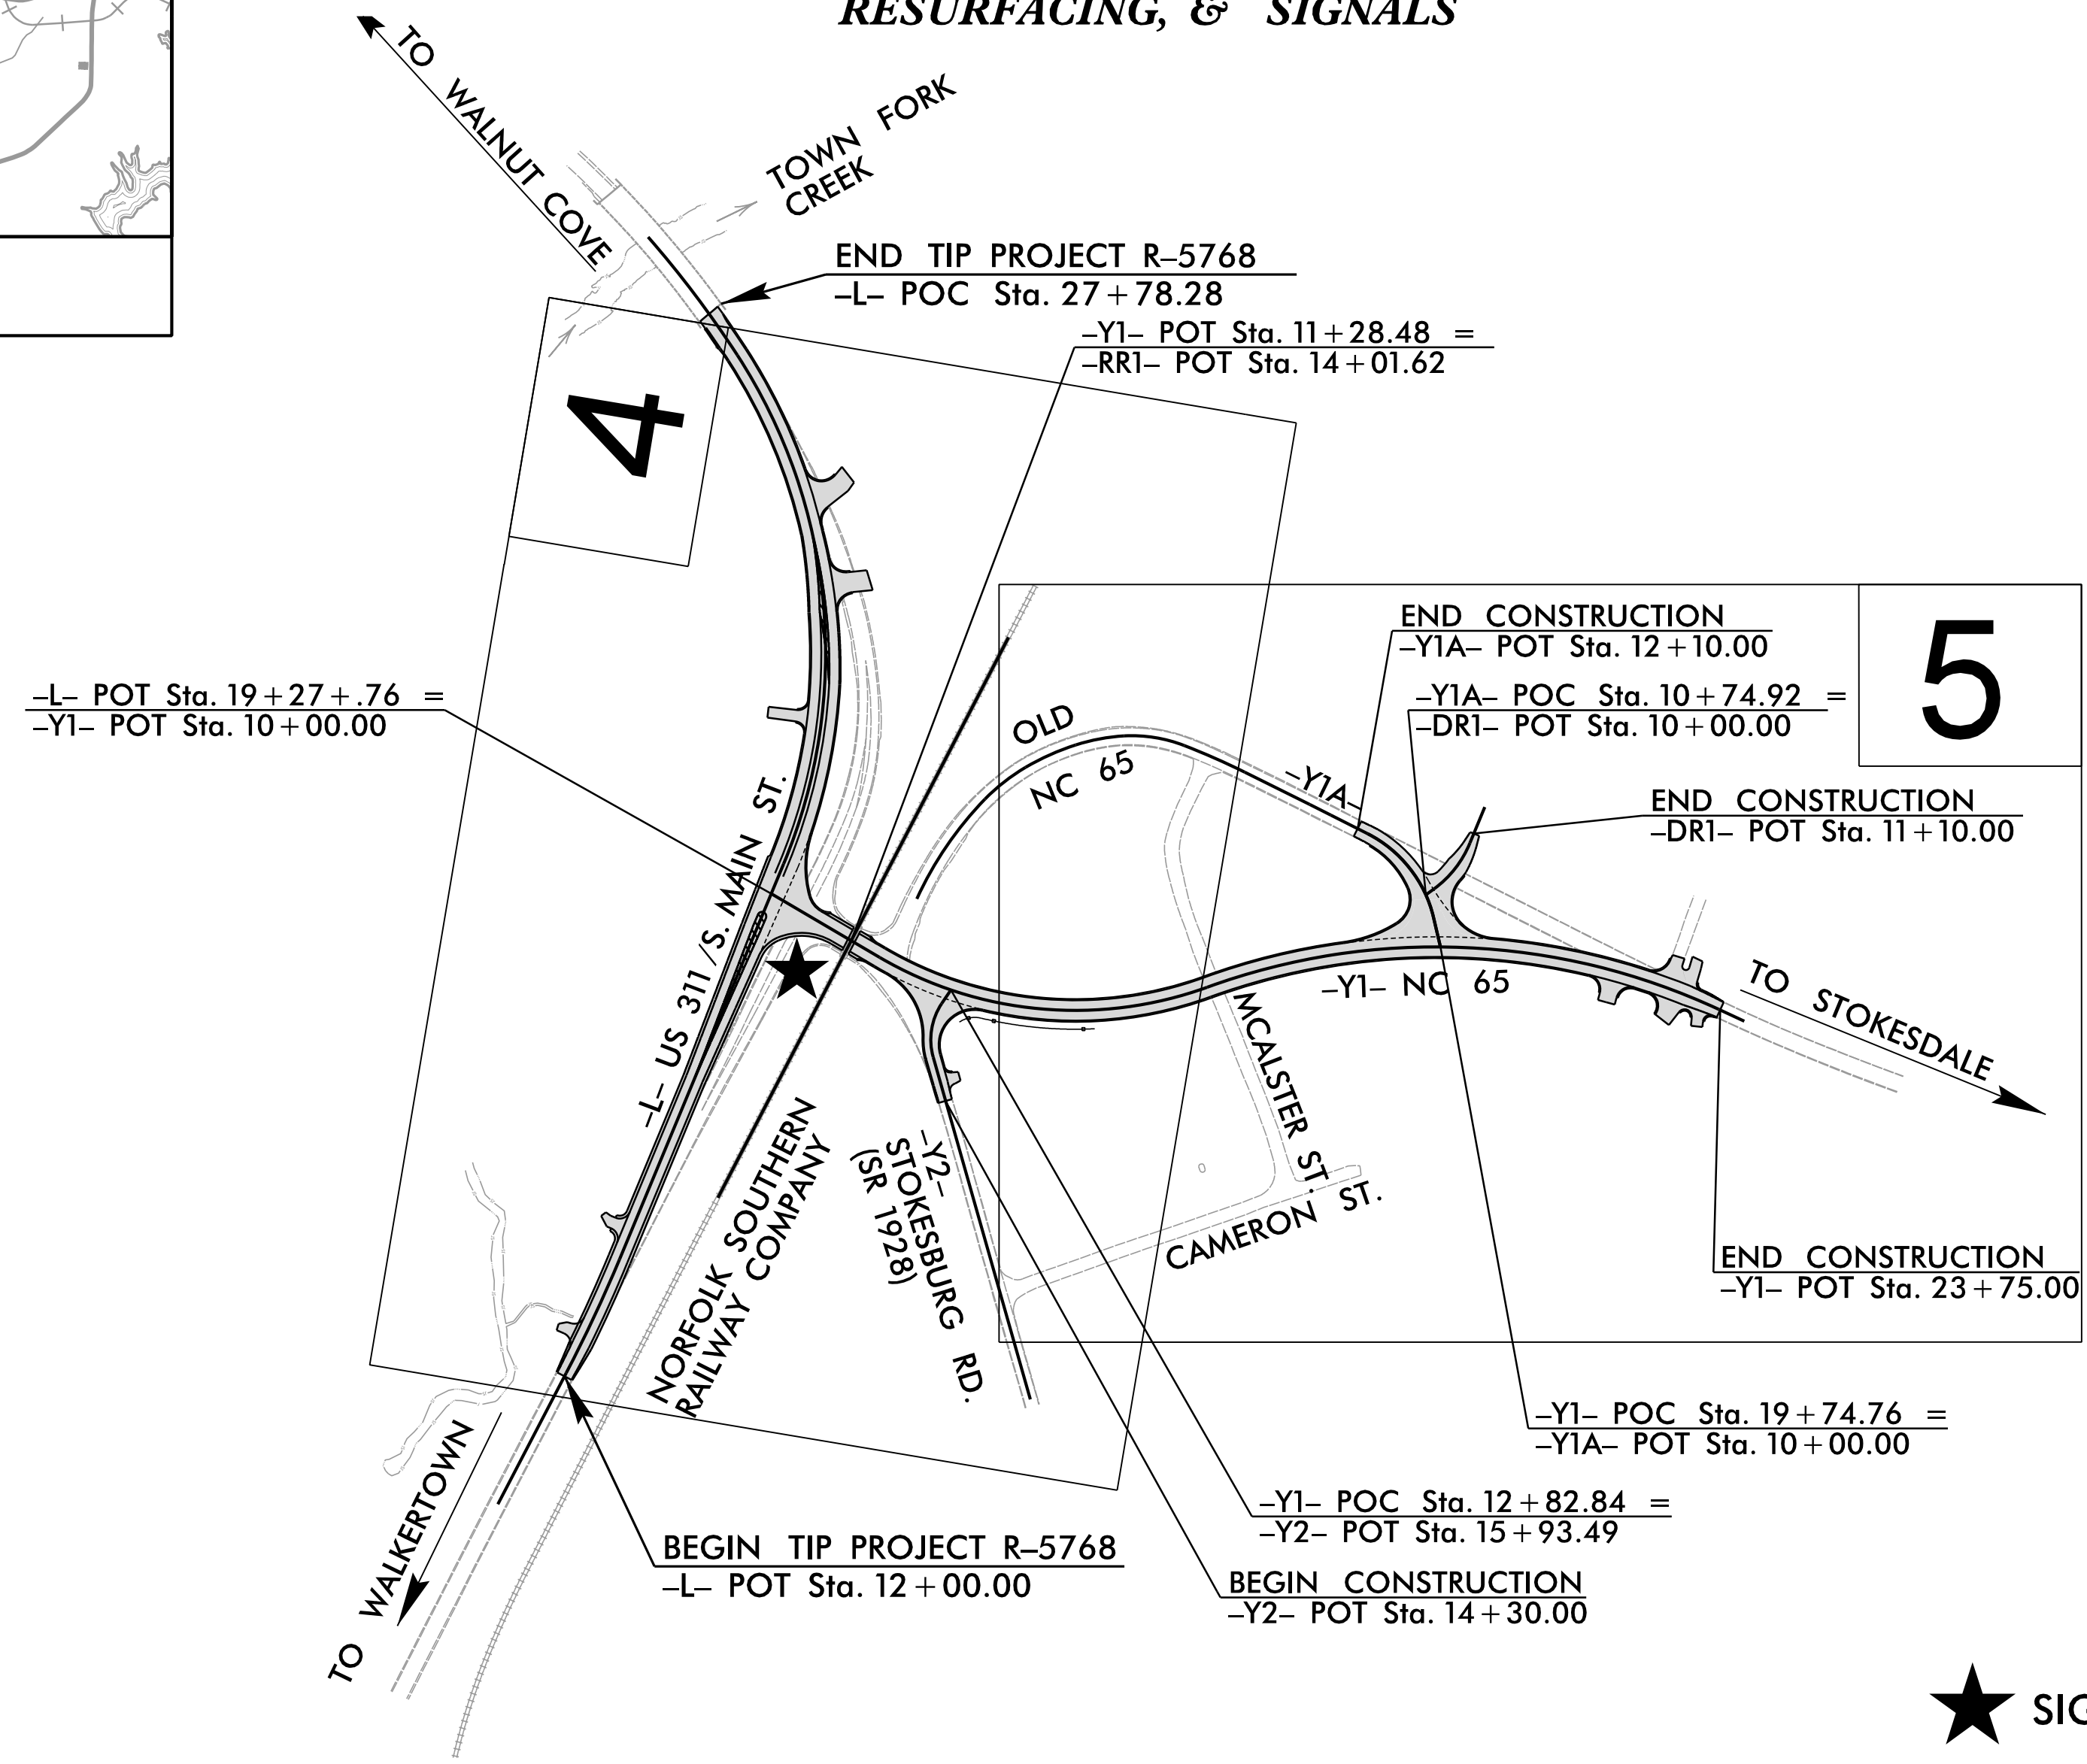 RESURFACING, & SIGNALS
TO WALNUT COVE
TOWN FORK
CREEK
END TIP PROJECT R–5768
–L– POC Sta. 27+78.28
–Y1– POT Sta. 11+28.48 =
–RR1– POT Sta. 14+01.62
4
5
END CONSTRUCTION
–Y1A– POT Sta. 12+10.00
–Y1A– POC Sta. 10+74.92 =
–DR1– POT Sta. 10+00.00
–L– POT Sta. 19+27+.76 =
–Y1– POT Sta. 10+00.00
OLD
NC 65
–Y1A–
END CONSTRUCTION
–DR1– POT Sta. 11+10.00
–L– US 311/S. MAIN ST.
–Y1– NC 65
TO STOKESDALE
MCALSTER ST.
CAMERON ST.
NORFOLK SOUTHERN
RAILWAY COMPANY
–Y2–
STOKESBURG RD.
(SR 1928)
END CONSTRUCTION
–Y1– POT Sta. 23+75.00
–Y1– POC Sta. 19+74.76 =
–Y1A– POT Sta. 10+00.00
–Y1– POC Sta. 12+82.84 =
–Y2– POT Sta. 15+93.49
BEGIN CONSTRUCTION
–Y2– POT Sta. 14+30.00
BEGIN TIP PROJECT R–5768
–L– POT Sta. 12+00.00
TO WALKERTOWN